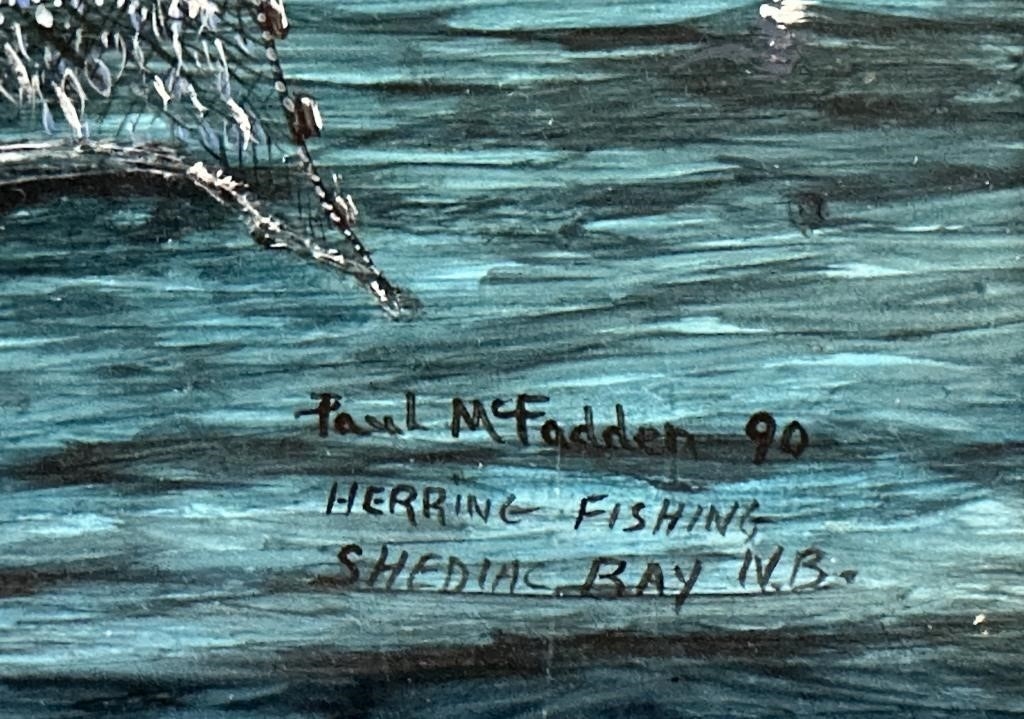 Paul McFadden 90
HERRING FISHING
SHEDIAC BAY N.B.